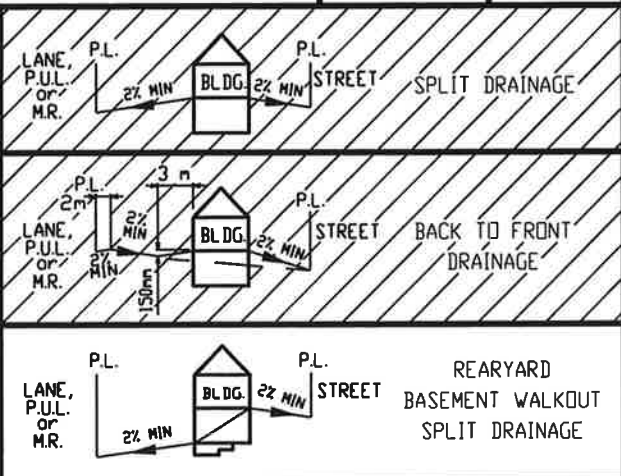 LANE,
P.U.L.
or
M.R.
P.L.
2% MIN
BLDG.
2% MIN
P.L.
STREET
SPLIT DRAINAGE
LANE,
P.U.L.
or
M.R.
P.L.
2m
2% MIN
2% MIN
3 m
150mm
BLDG.
2% MIN
P.L.
STREET
BACK TO FRONT
DRAINAGE
LANE,
P.U.L.
or
M.R.
P.L.
2% MIN
BLDG.
2% MIN
P.L.
STREET
REARYARD
BASEMENT WALKOUT
SPLIT DRAINAGE